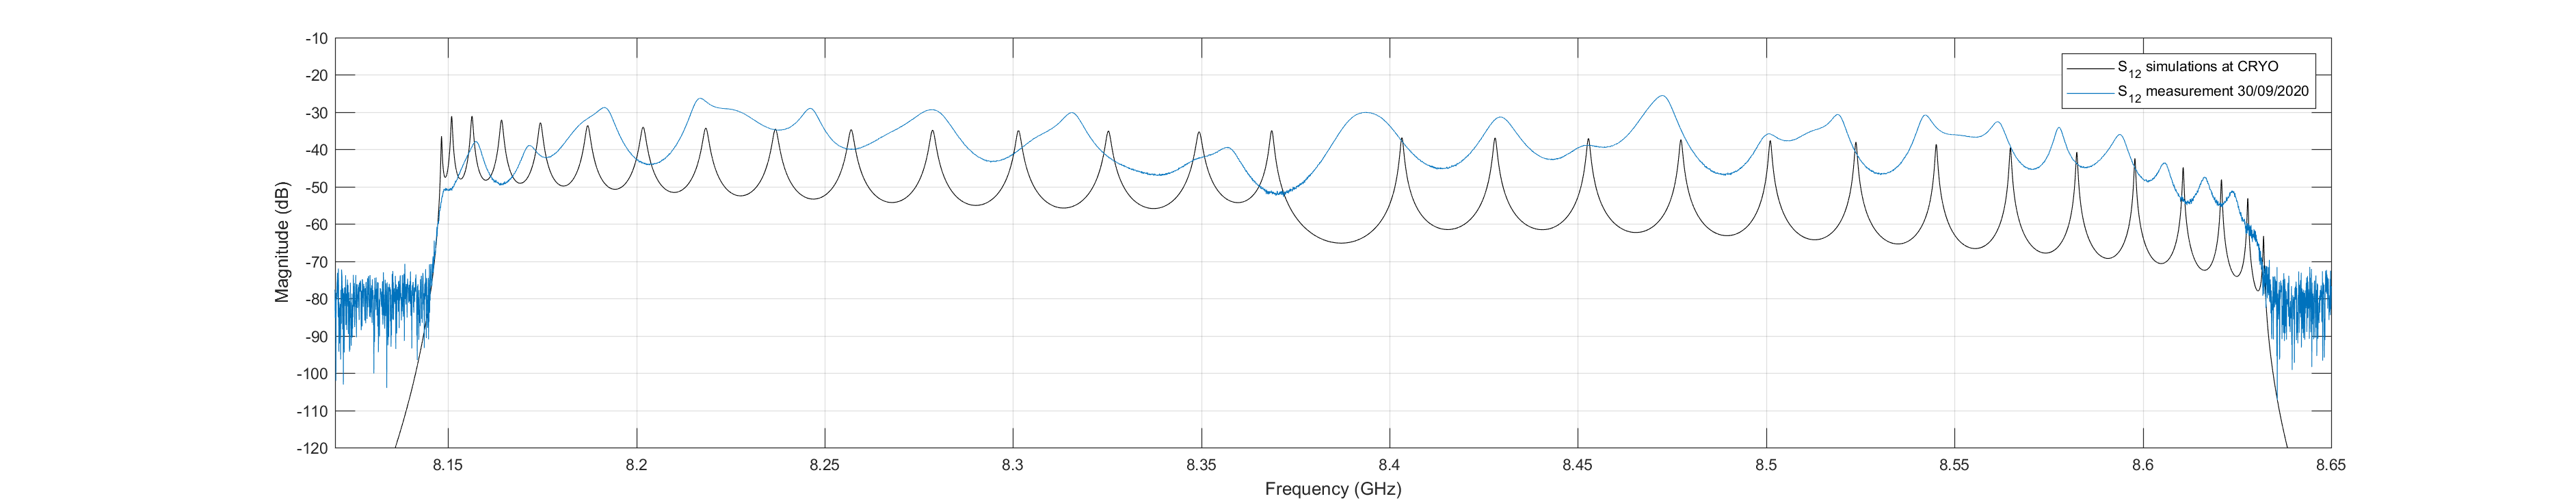 -10
-20
-30
-40
-50
-60
-70
-80
-90
-100
-110
-120
Magnitude (dB)
S12 simulations at CRYO
S12 measurement 30/09/2020
8.15 8.2 8.25 8.3 8.35 8.4 8.45 8.5 8.55 8.6 8.65
Frequency (GHz)